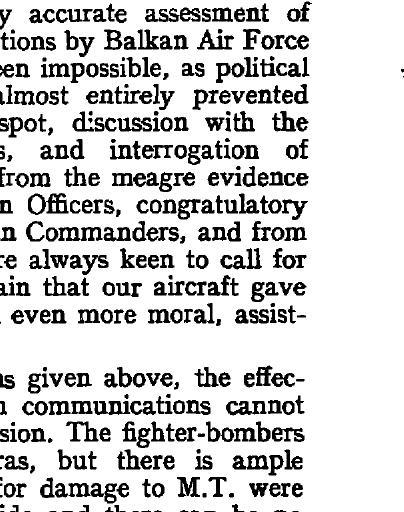 accurate assessment of
tions by Balkan Air Force
een impossible, as political
almost entirely prevented
spot, discussion with the
s, and interrogation of
from the meagre evidence
n Officers, congratulatory
n Commanders, and from
re always keen to call for
ain that our aircraft gave
even more moral, assist-
as given above, the effec-
communications cannot
sion. The fighter-bombers
ras, but there is ample
for damage to M.T. were